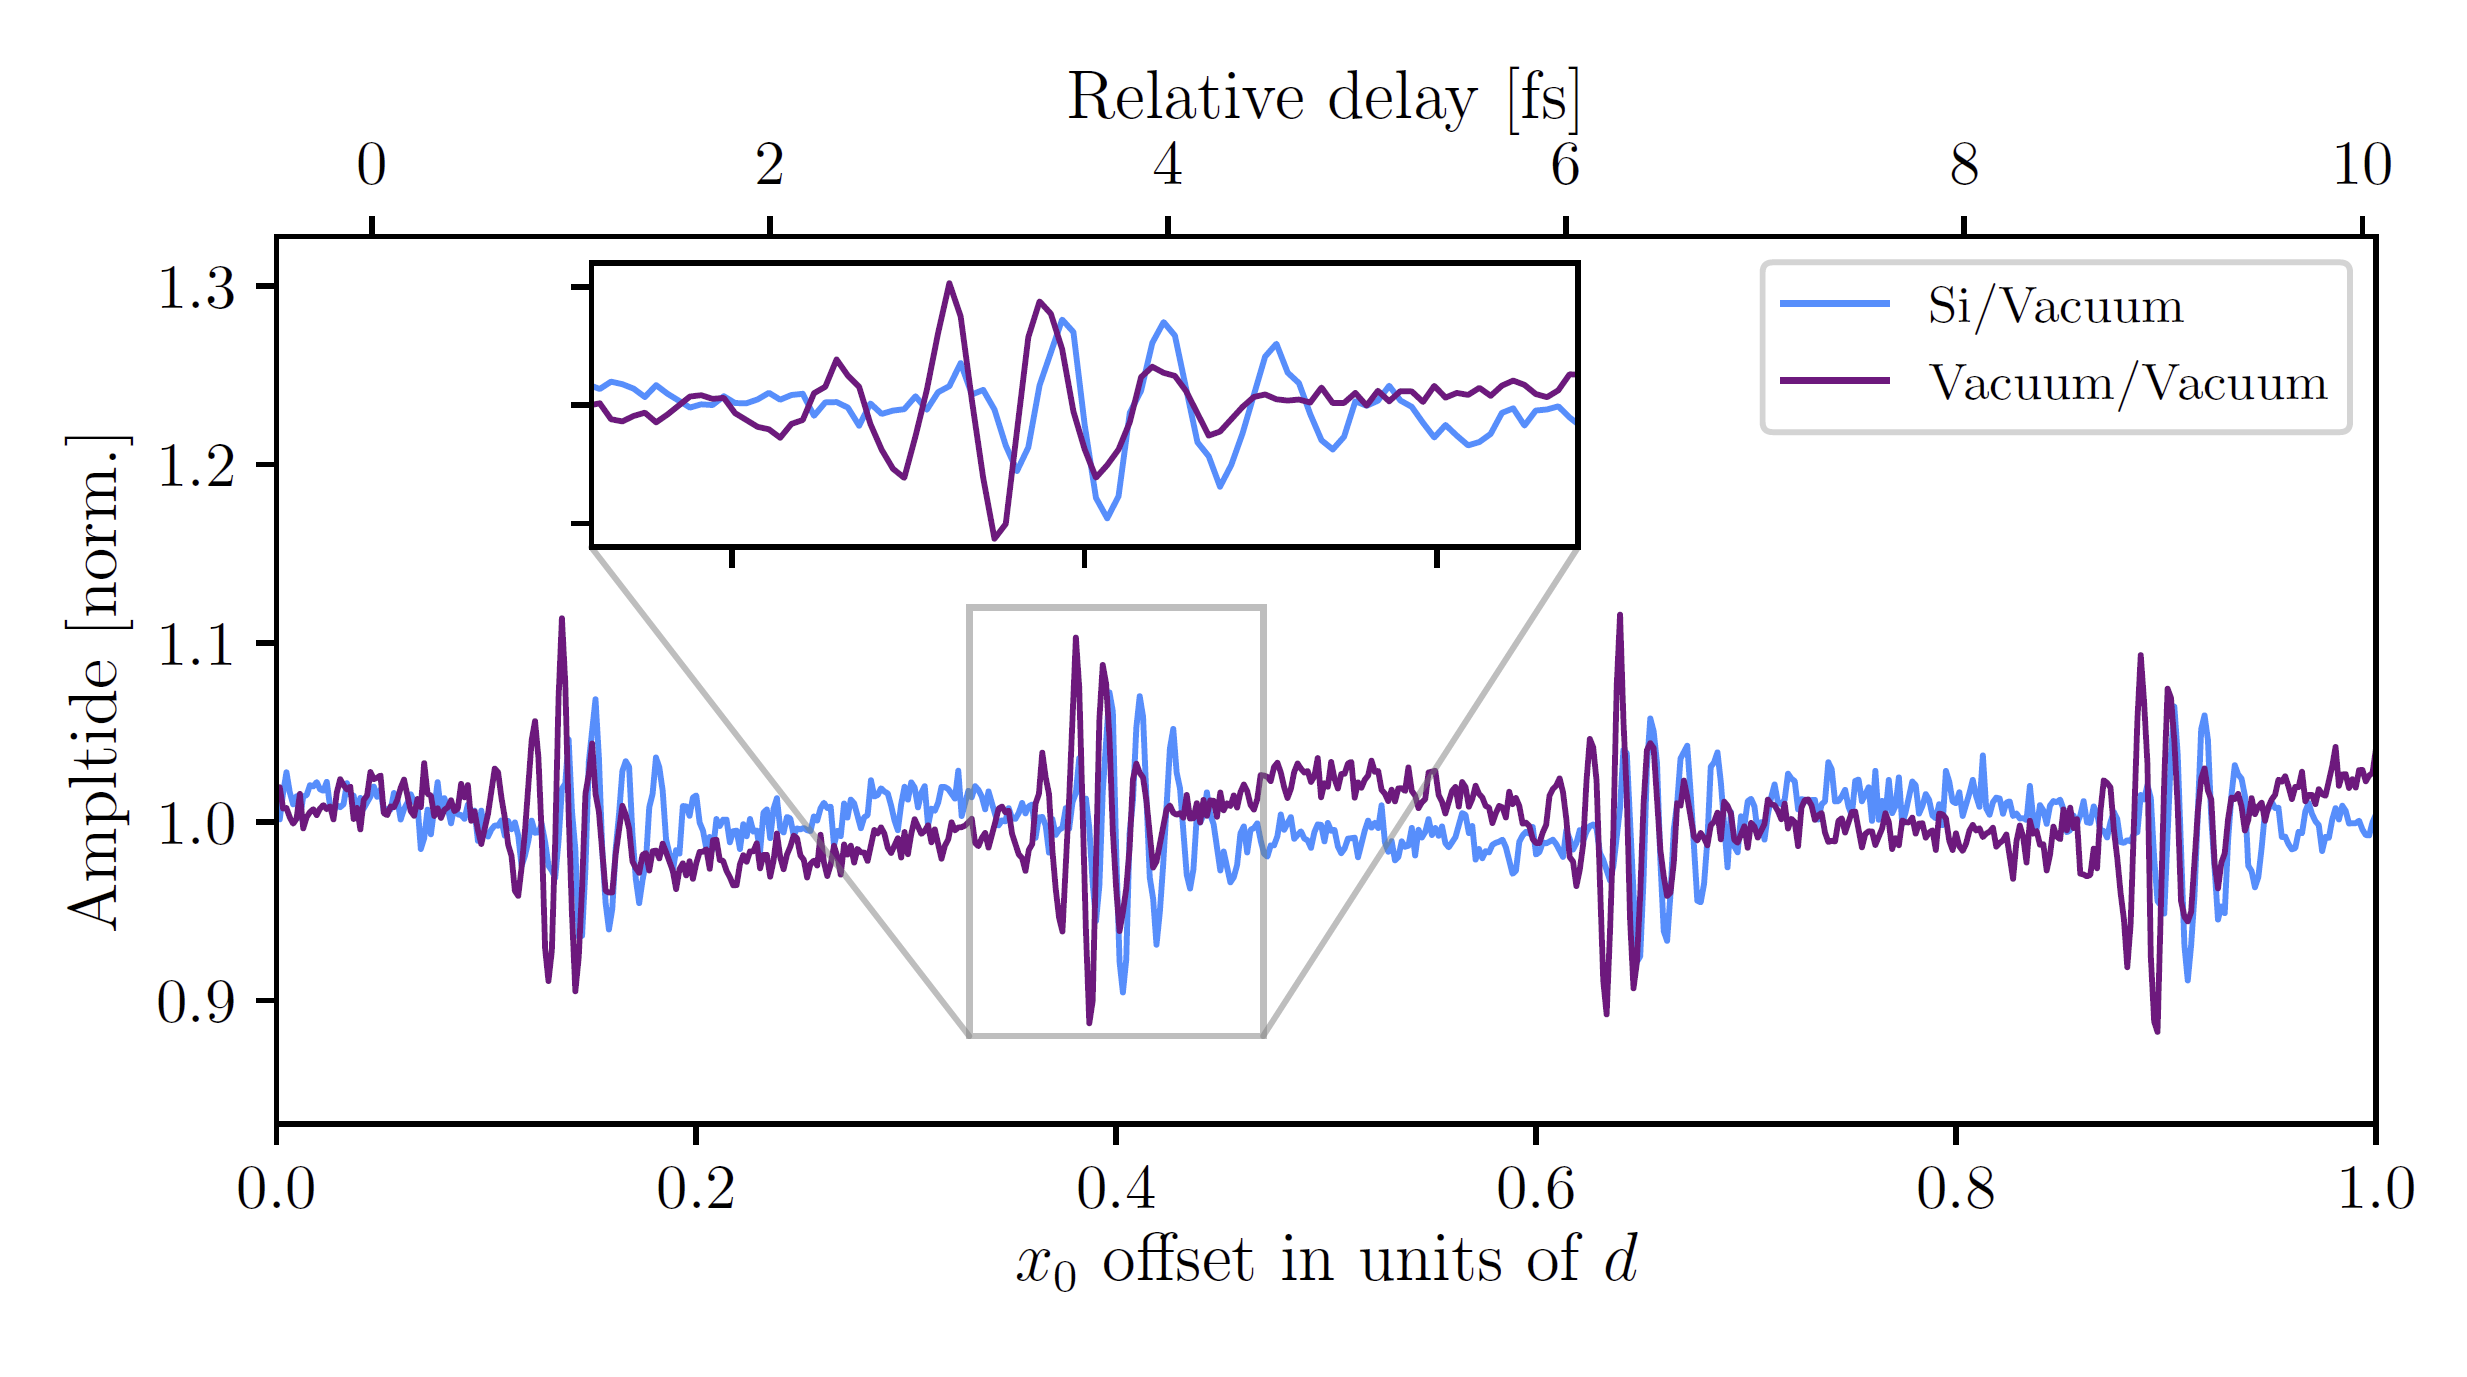 Relative delay [fs]
0 2 4 6 8 10
1.3
1.2
1.1
1.0
0.9
Ampltide [norm.]
Si/Vacuum
Vacuum/Vacuum
0.0 0.2 0.4 0.6 0.8 1.0
x₀ offset in units of d